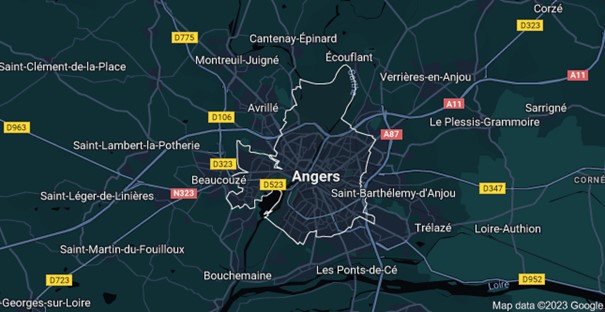 Corzé
D323
D775
Cantenay-Épinard
Écouflant
Montreuil-Juigné
Saint-Clément-de-la-Place
Verrières-en-Anjou
A11
A11
Sarthe
Avrillé
Sarrigné
D106
Le Plessis-Grammoire
D963
A87
Saint-Lambert-la-Potherie
D323
Beaucouzé
D523
Angers
CORNÉ
D347
Saint-Barthélemy-d'Anjou
N323
Saint-Léger-de-Linières
Trélazé
Loire-Authion
Saint-Martin-du-Fouilloux
Bouchemaine
Les Ponts-de-Cé
D723
D952
Loire
-Georges-sur-Loire
Map data ©2023 Google